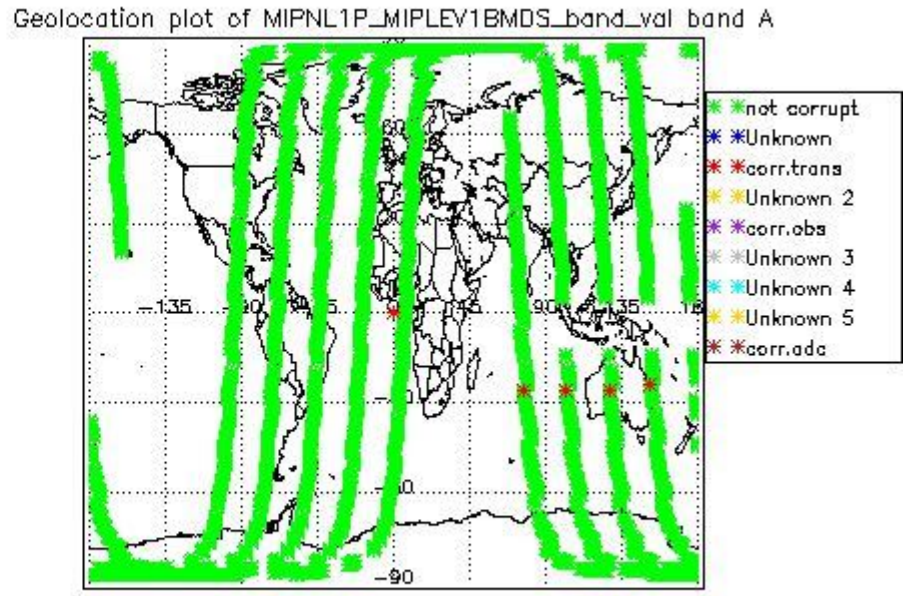 Geolocation plot of MIPNL1P_MIPLEV1BMDS_band_val band A
not corrupt
Unknown
corr.trans
Unknown 2
corr.obs
Unknown 3
Unknown 4
Unknown 5
corr.adc
60
-135
90
135
-90